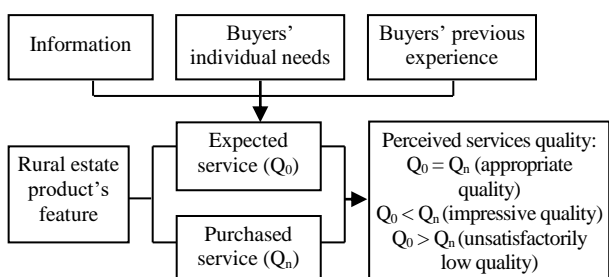 Information
Buyers’
individual needs
Buyers’ previous
experience
Rural estate
product’s
feature
Expected
service (Q0)
Purchased
service (Qn)
Perceived services quality:
Q0 = Qn (appropriate
quality)
Q0 < Qn (impressive quality)
Q0 > Qn (unsatisfactorily
low quality)